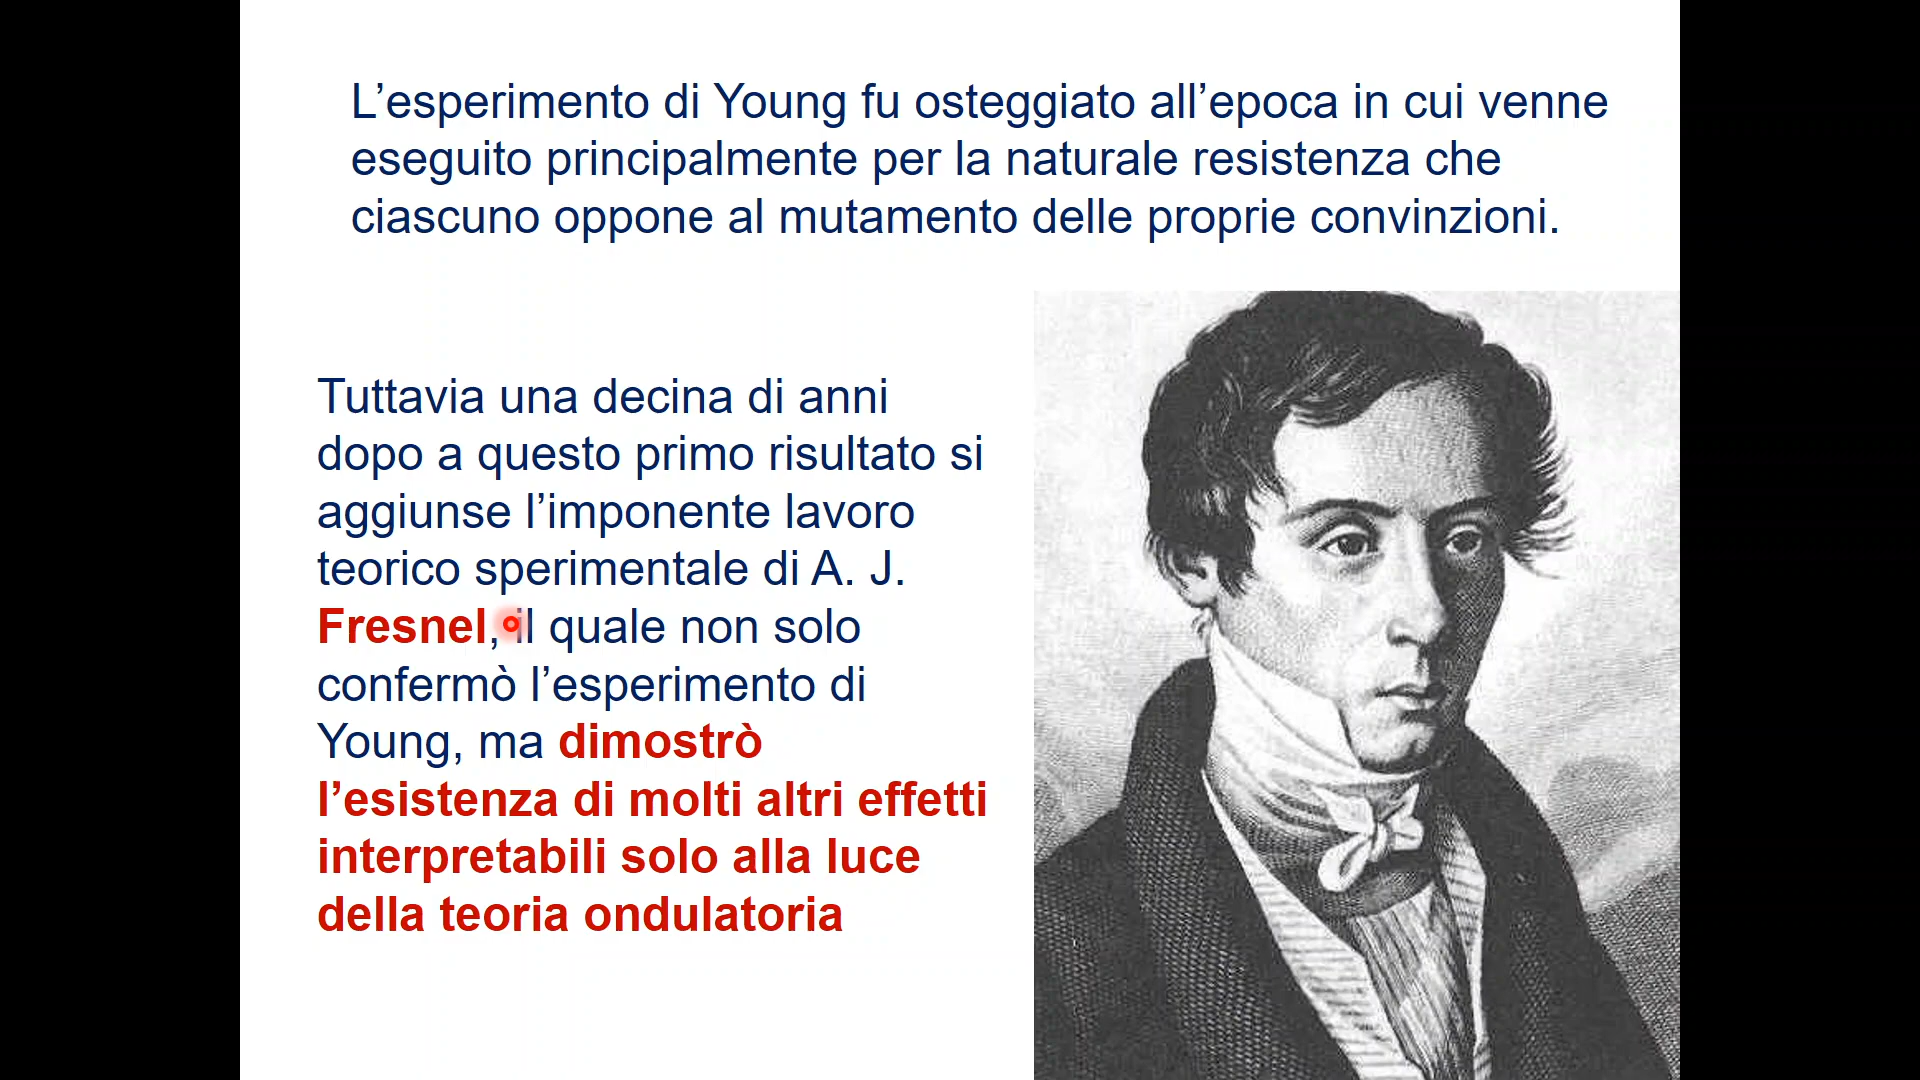 L’esperimento di Young fu osteggiato all’epoca in cui venne
eseguito principalmente per la naturale resistenza che
ciascuno oppone al mutamento delle proprie convinzioni.
Tuttavia una decina di anni
dopo a questo primo risultato si
aggiunse l’imponente lavoro
teorico sperimentale di A. J.
Fresnel, il quale non solo
confermò l’esperimento di
Young, ma dimostrò
l’esistenza di molti altri effetti
interpretabili solo alla luce
della teoria ondulatoria